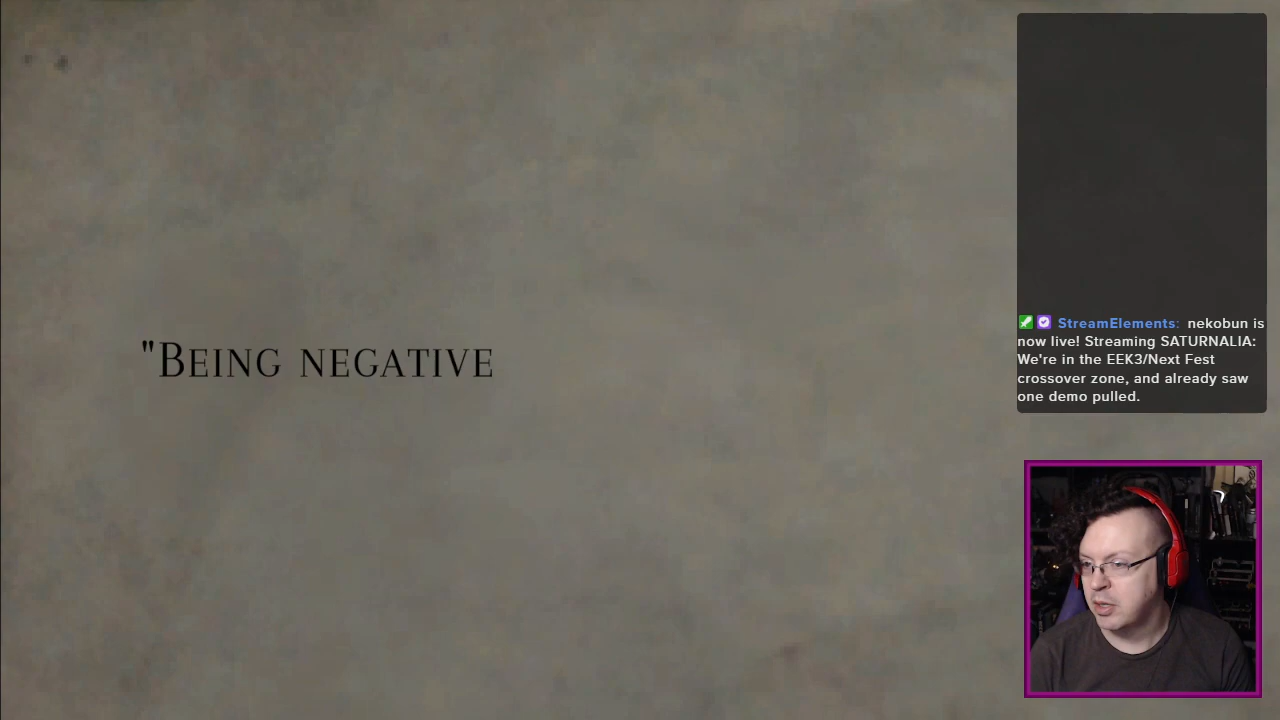 "Being negative
StreamElements: nekobun is
now live! Streaming SATURNALIA:
We're in the EEK3/Next Fest
crossover zone, and already saw
one demo pulled.